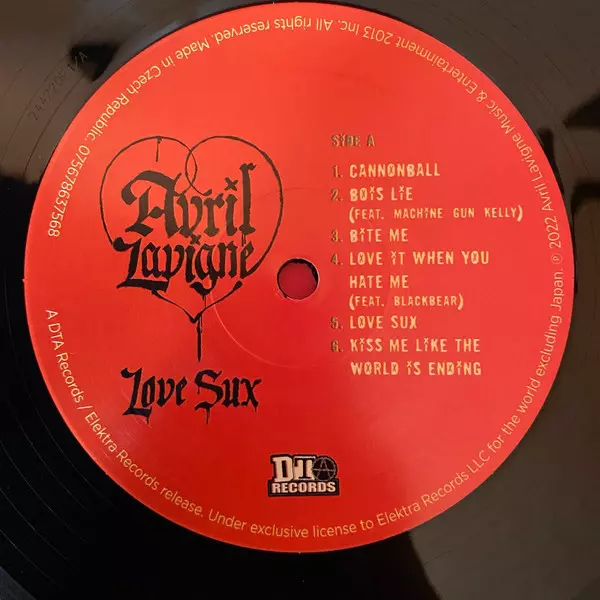 Avril
Lavigne
Love Sux
SiDE A
1. CANNONBALL
2. BOiS LiE
(FEAT. MACHiNE GUN KELLY)
3. BiTE ME
4. LOVE iT WHEN YOU
HATE ME
(FEAT. BLACKBEAR)
5. LOVE SUX
6. KiSS ME LiKE THE
WORLD iS ENDiNG
DTA
RECORDS
A DTA Records / Elektra Records release. Under exclusive license to Elektra Records LLC for the world excluding Japan. ℗ 2022 Avril Lavigne Music & Entertainment 2013 Inc. All rights reserved. Made in Czech Republic. 075678637568